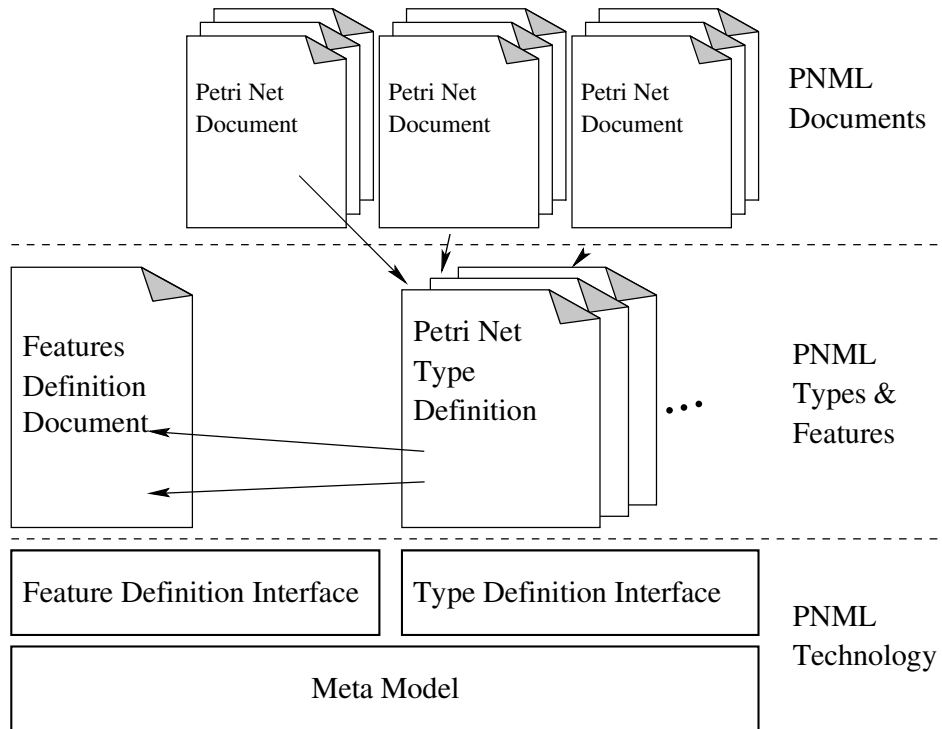 Petri Net
Document
Petri Net
Document
Petri Net
Document
PNML
Documents
Features
Definition
Document
Petri Net
Type
Definition
PNML
Types &
Features
Feature Definition Interface
Type Definition Interface
PNML
Technology
Meta Model